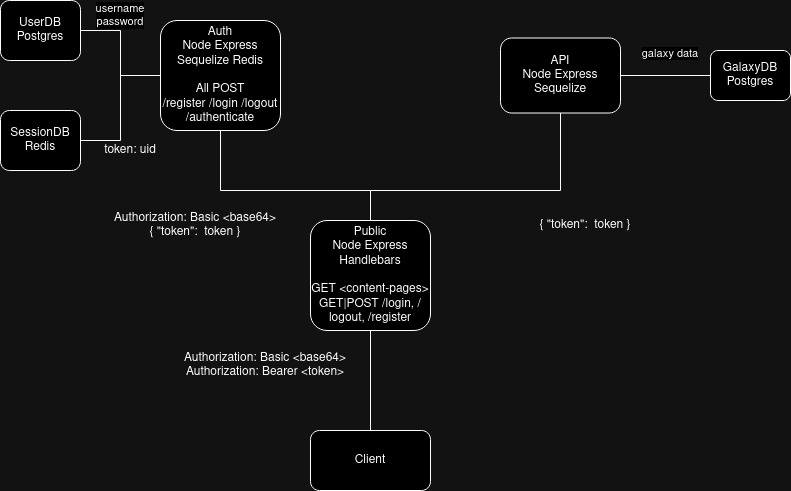 UserDB
Postgres
username
password
Auth
Node Express
Sequelize Redis
All POST
/register /login /logout
/authenticate
SessionDB
Redis
token: uid
API
Node Express
Sequelize
galaxy data
GalaxyDB
Postgres
Authorization: Basic <base64>
{ "token":  token }
{ "token":  token }
Public
Node Express
Handlebars
GET <content-pages>
GET|POST /login, /
logout, /register
Authorization: Basic <base64>
Authorization: Bearer <token>
Client